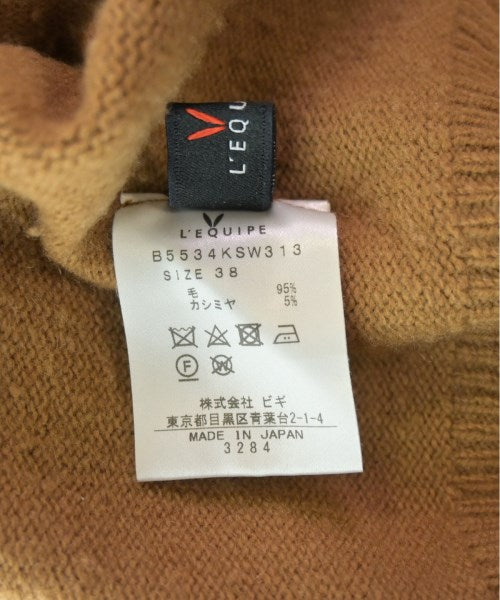 L'EQU
L'EQUIPE
B5534KSW313
SIZE 38
毛 95%
カシミヤ 5%
F W
株式会社 ビギ
東京都目黒区青葉台2-1-4
MADE IN JAPAN
3284